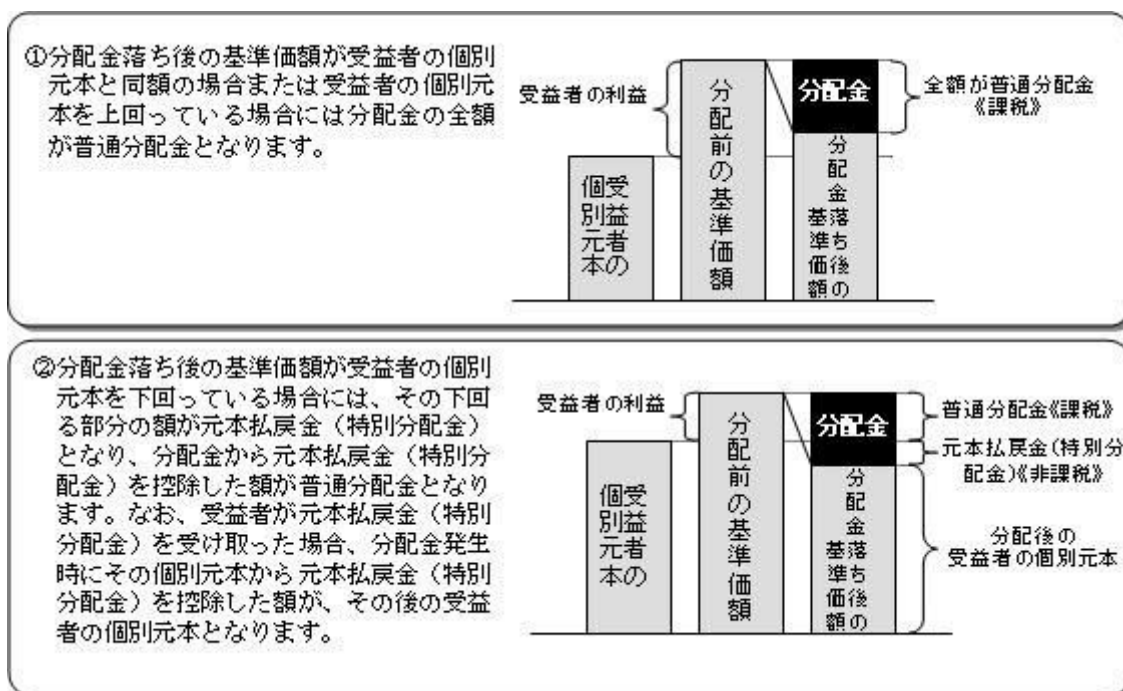 ①分配金落ち後の基準価額が受益者の個別
元本と同額の場合または受益者の個別元
本を上回っている場合には分配金の全額
が普通分配金となります。
受益者の利益
受益者の
個別元本
分配前の基準価額
分配金
分配金落ち後の
基準価額
全額が普通分配金
《課税》
②分配金落ち後の基準価額が受益者の個別
元本を下回っている場合には、その下回
る部分の額が元本払戻金（特別分配金）
となり、分配金から元本払戻金（特別分
配金）を控除した額が普通分配金となり
ます。なお、受益者が元本払戻金（特別
分配金）を受け取った場合、分配金発生
時にその個別元本から元本払戻金（特別
分配金）を控除した額が、その後の受益
者の個別元本となります。
受益者の利益
受益者の
個別元本
分配前の基準価額
分配金
分配金落ち後の
基準価額
普通分配金《課税》
元本払戻金(特別分
配金)《非課税》
分配後の
受益者の個別元本